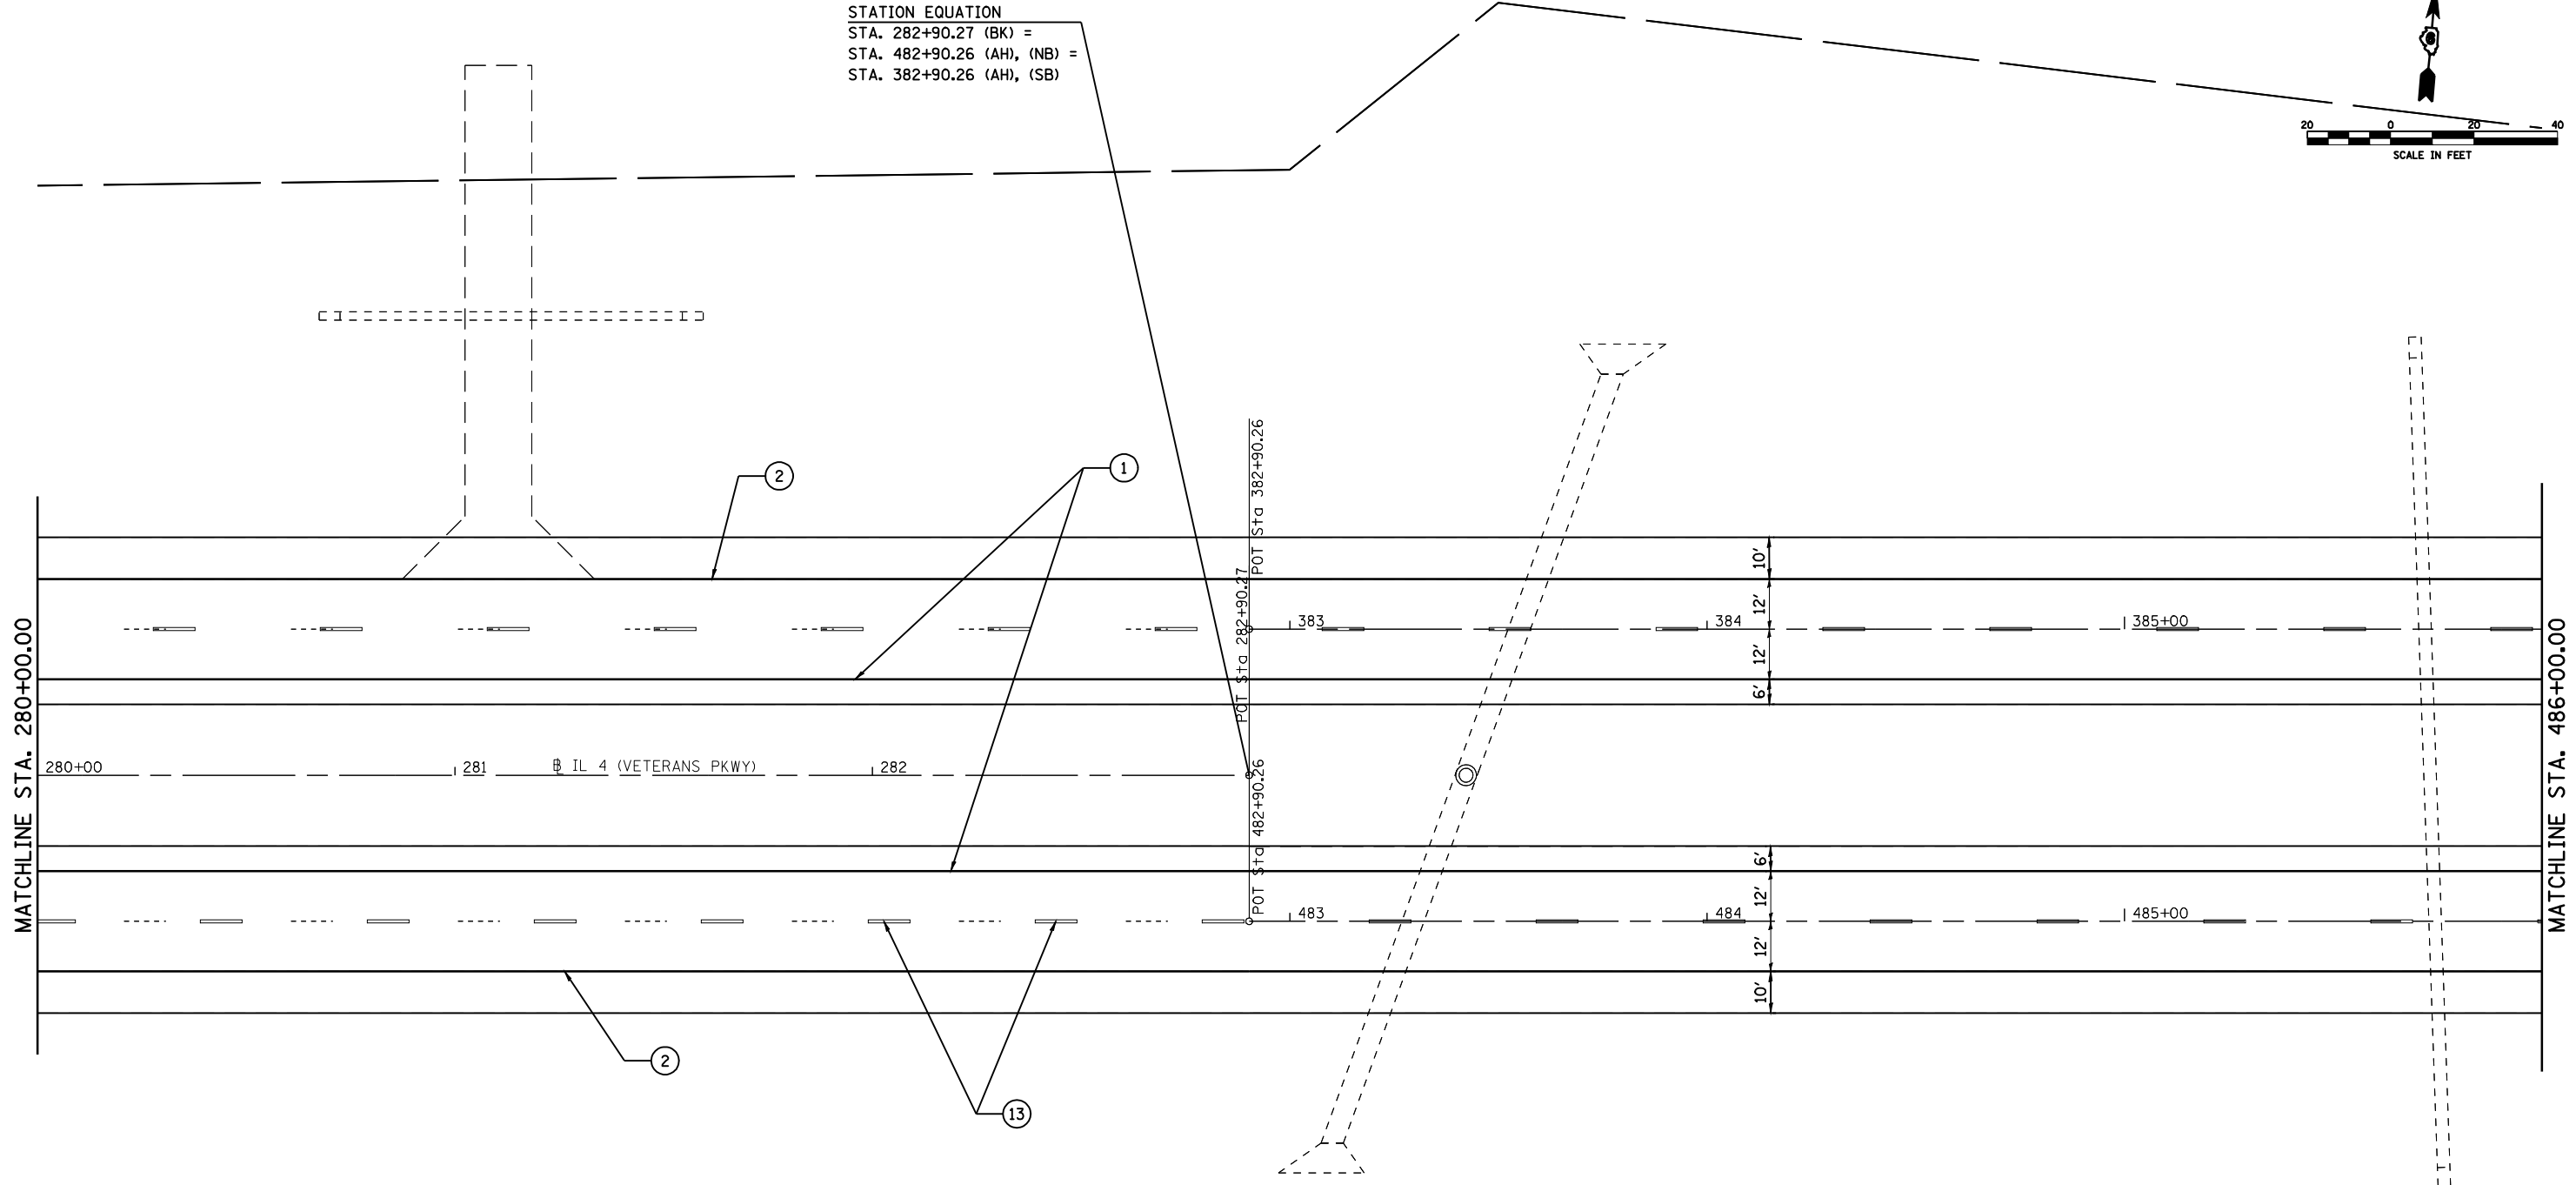 STATION EQUATION
STA. 282+90.27 (BK) =
STA. 482+90.26 (AH), (NB) =
STA. 382+90.26 (AH), (SB)
6
20 0 20 40
SCALE IN FEET
2
1
POT Sta 382+90.26
POT Sta 282+90.27
POT Sta 482+90.26
10'
12'
12'
6'
383
384
385+00
MATCHLINE STA. 280+00.00
MATCHLINE STA. 486+00.00
280+00
281
℄ IL 4 (VETERANS PKWY)
282
6'
12'
12'
10'
483
484
485+00
2
13